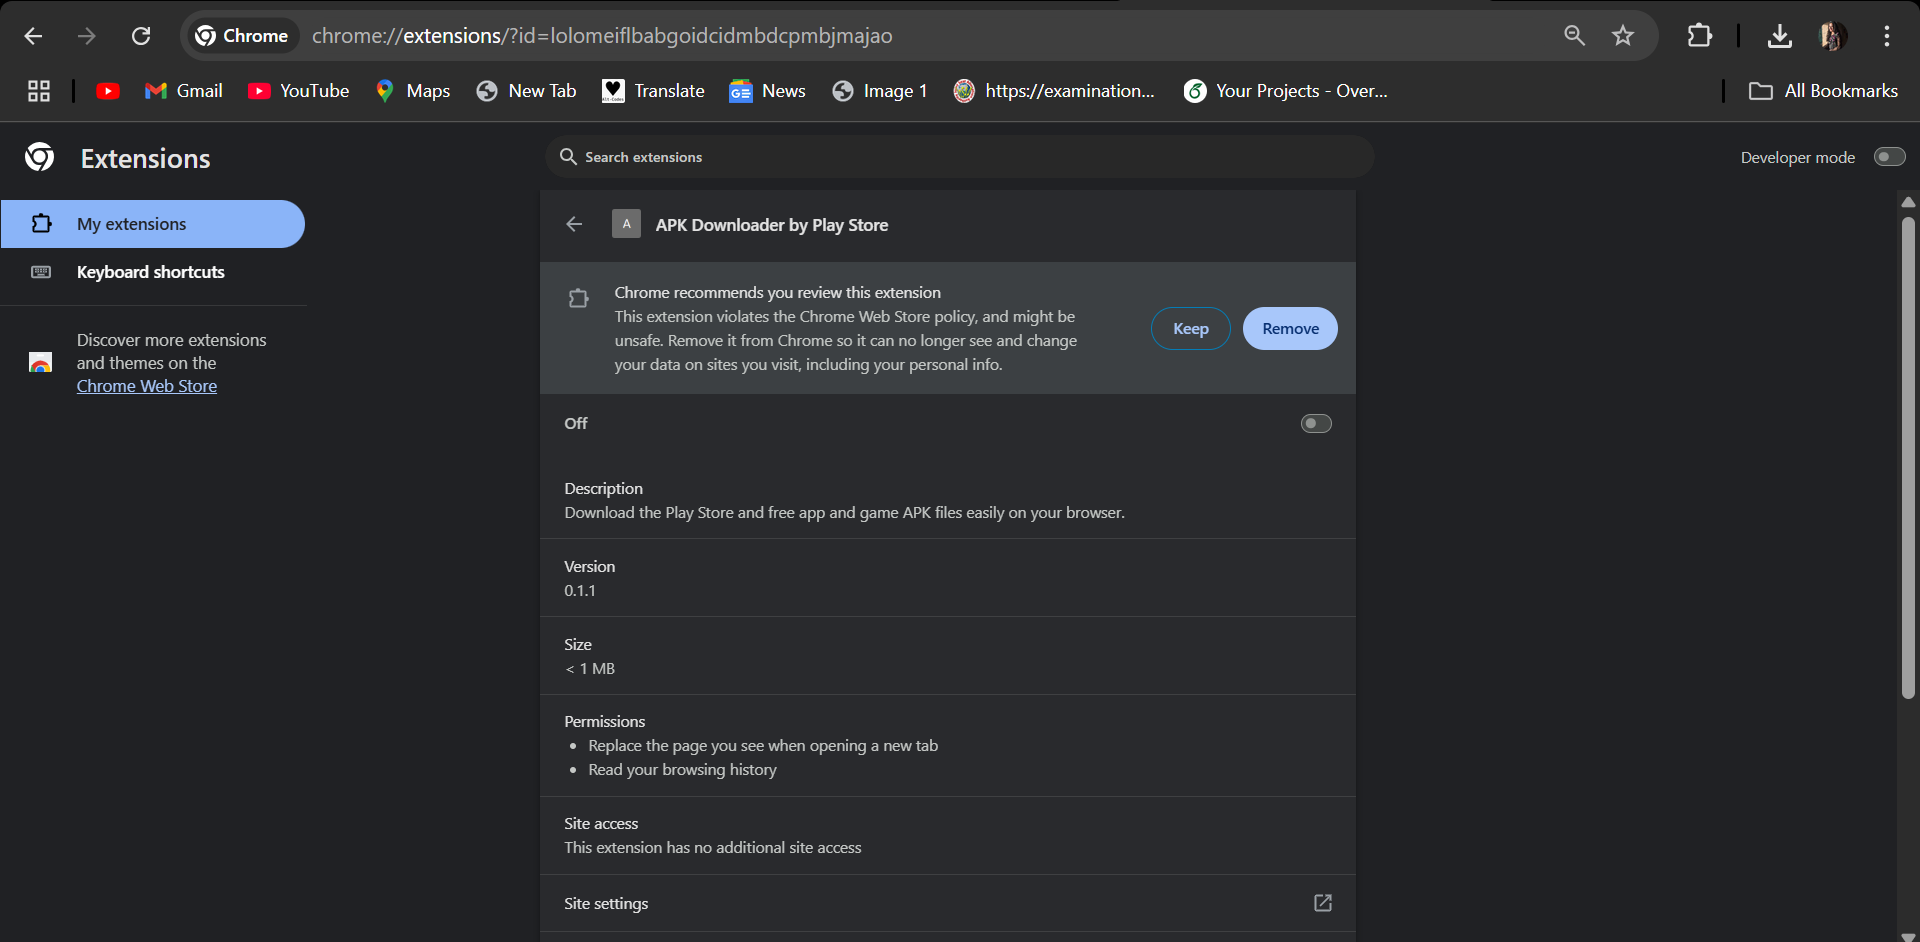 Chrome
chrome://extensions/?id=lolomeiflbabgoidcidmbdcpmbjmajao
Gmail
YouTube
Maps
New Tab
Alt-Codes
Translate
GE
News
Image 1
https://examination...
Your Projects - Over...
All Bookmarks
Extensions
Search extensions
Developer mode
My extensions
Keyboard shortcuts
Discover more extensions
and themes on the
Chrome Web Store
A
APK Downloader by Play Store
Chrome recommends you review this extension
This extension violates the Chrome Web Store policy, and might be
unsafe. Remove it from Chrome so it can no longer see and change
your data on sites you visit, including your personal info.
Keep
Remove
Off
Description
Download the Play Store and free app and game APK files easily on your browser.
Version
0.1.1
Size
< 1 MB
Permissions
• Replace the page you see when opening a new tab
• Read your browsing history
Site access
This extension has no additional site access
Site settings